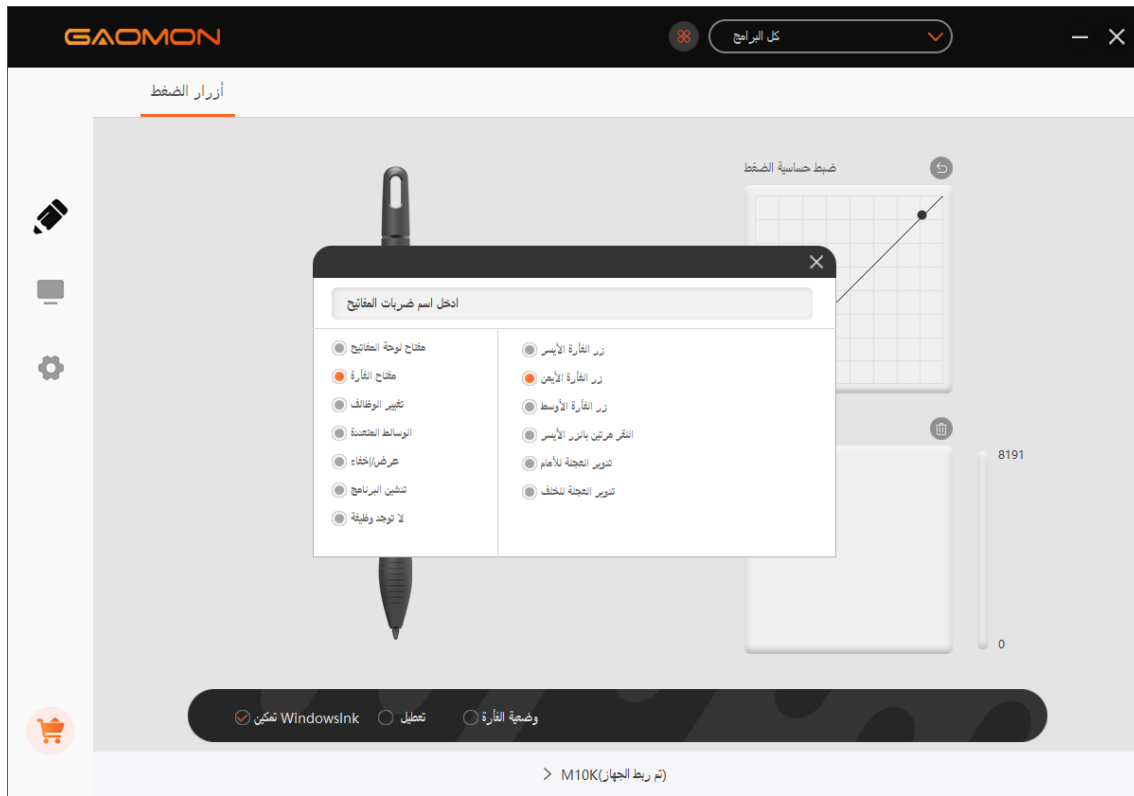 GAOMON
كل البرامج
أزرار الضغط
ضبط حساسية الضغط
ادخل اسم ضربات المفاتيح
مفتاح لوحة المفاتيح
مفتاح الفأرة
تغيير الوظائف
الوسائط المتعددة
عرض/إخفاء
تدشين البرنامج
لا توجد وظيفة
زر الفأرة الأيسر
زر الفأرة الأيمن
زر الفأرة الأوسط
النقر مرتين بالزر الأيسر
تدوير العجلة للأمام
تدوير العجلة للخلف
8191
0
تمكين WindowsInk
تعطيل
وضعية الفأرة
M10K(تم ربط الجهاز)